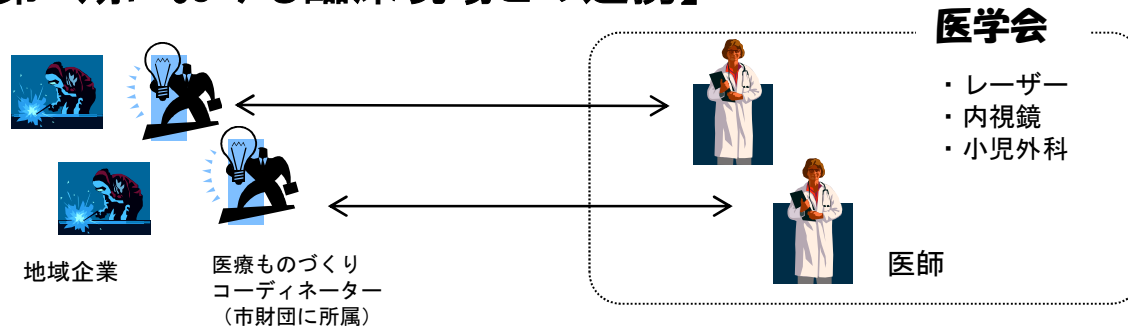 医学会
・レーザー
・内視鏡
・小児外科
地域企業
医療ものづくり
コーディネーター
（市財団に所属）
医師